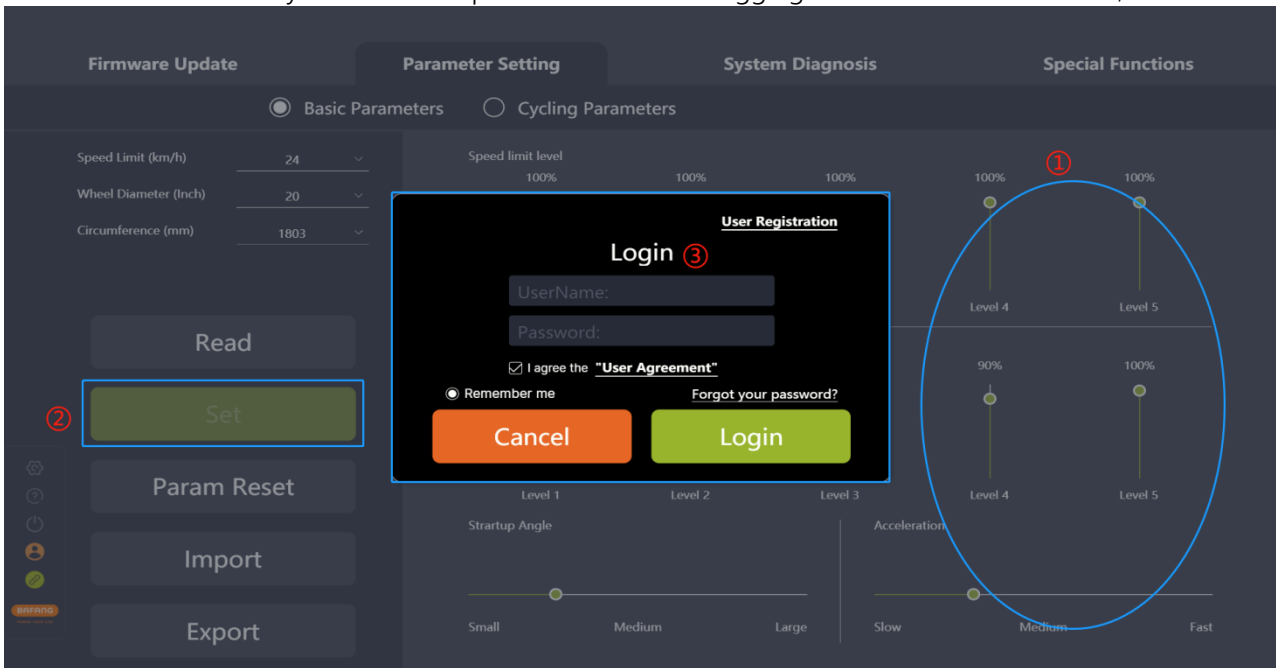 Firmware Update Parameter Setting System Diagnosis Special Functions
Basic Parameters Cycling Parameters
Speed Limit (km/h) 24
Wheel Diameter (Inch) 20
Circumference (mm) 1803
Speed limit level
100% 100% 100% 100% 100%
①
User Registration
Login ③
UserName:
Password:
I agree the "User Agreement"
Remember me Forgot your password?
Cancel Login
Level 4 Level 5
90% 100%
Level 1 Level 2 Level 3 Level 4 Level 5
Read
② Set
Param Reset
Import
Export
BAFANG
Strartup Angle
Small Medium Large
Acceleration
Slow Medium Fast